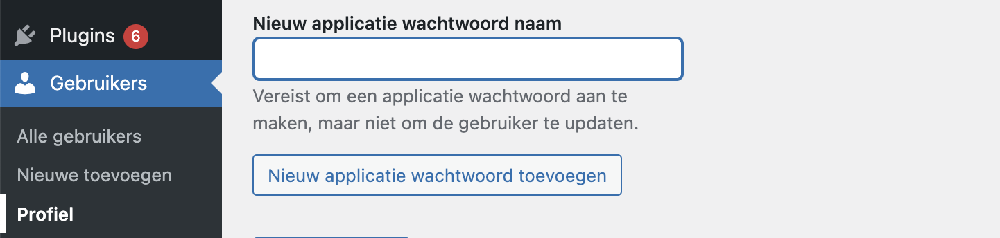 Plugins 6
Gebruikers
Alle gebruikers
Nieuwe toevoegen
Profiel
Nieuw applicatie wachtwoord naam
Vereist om een applicatie wachtwoord aan te
maken, maar niet om de gebruiker te updaten.
Nieuw applicatie wachtwoord toevoegen